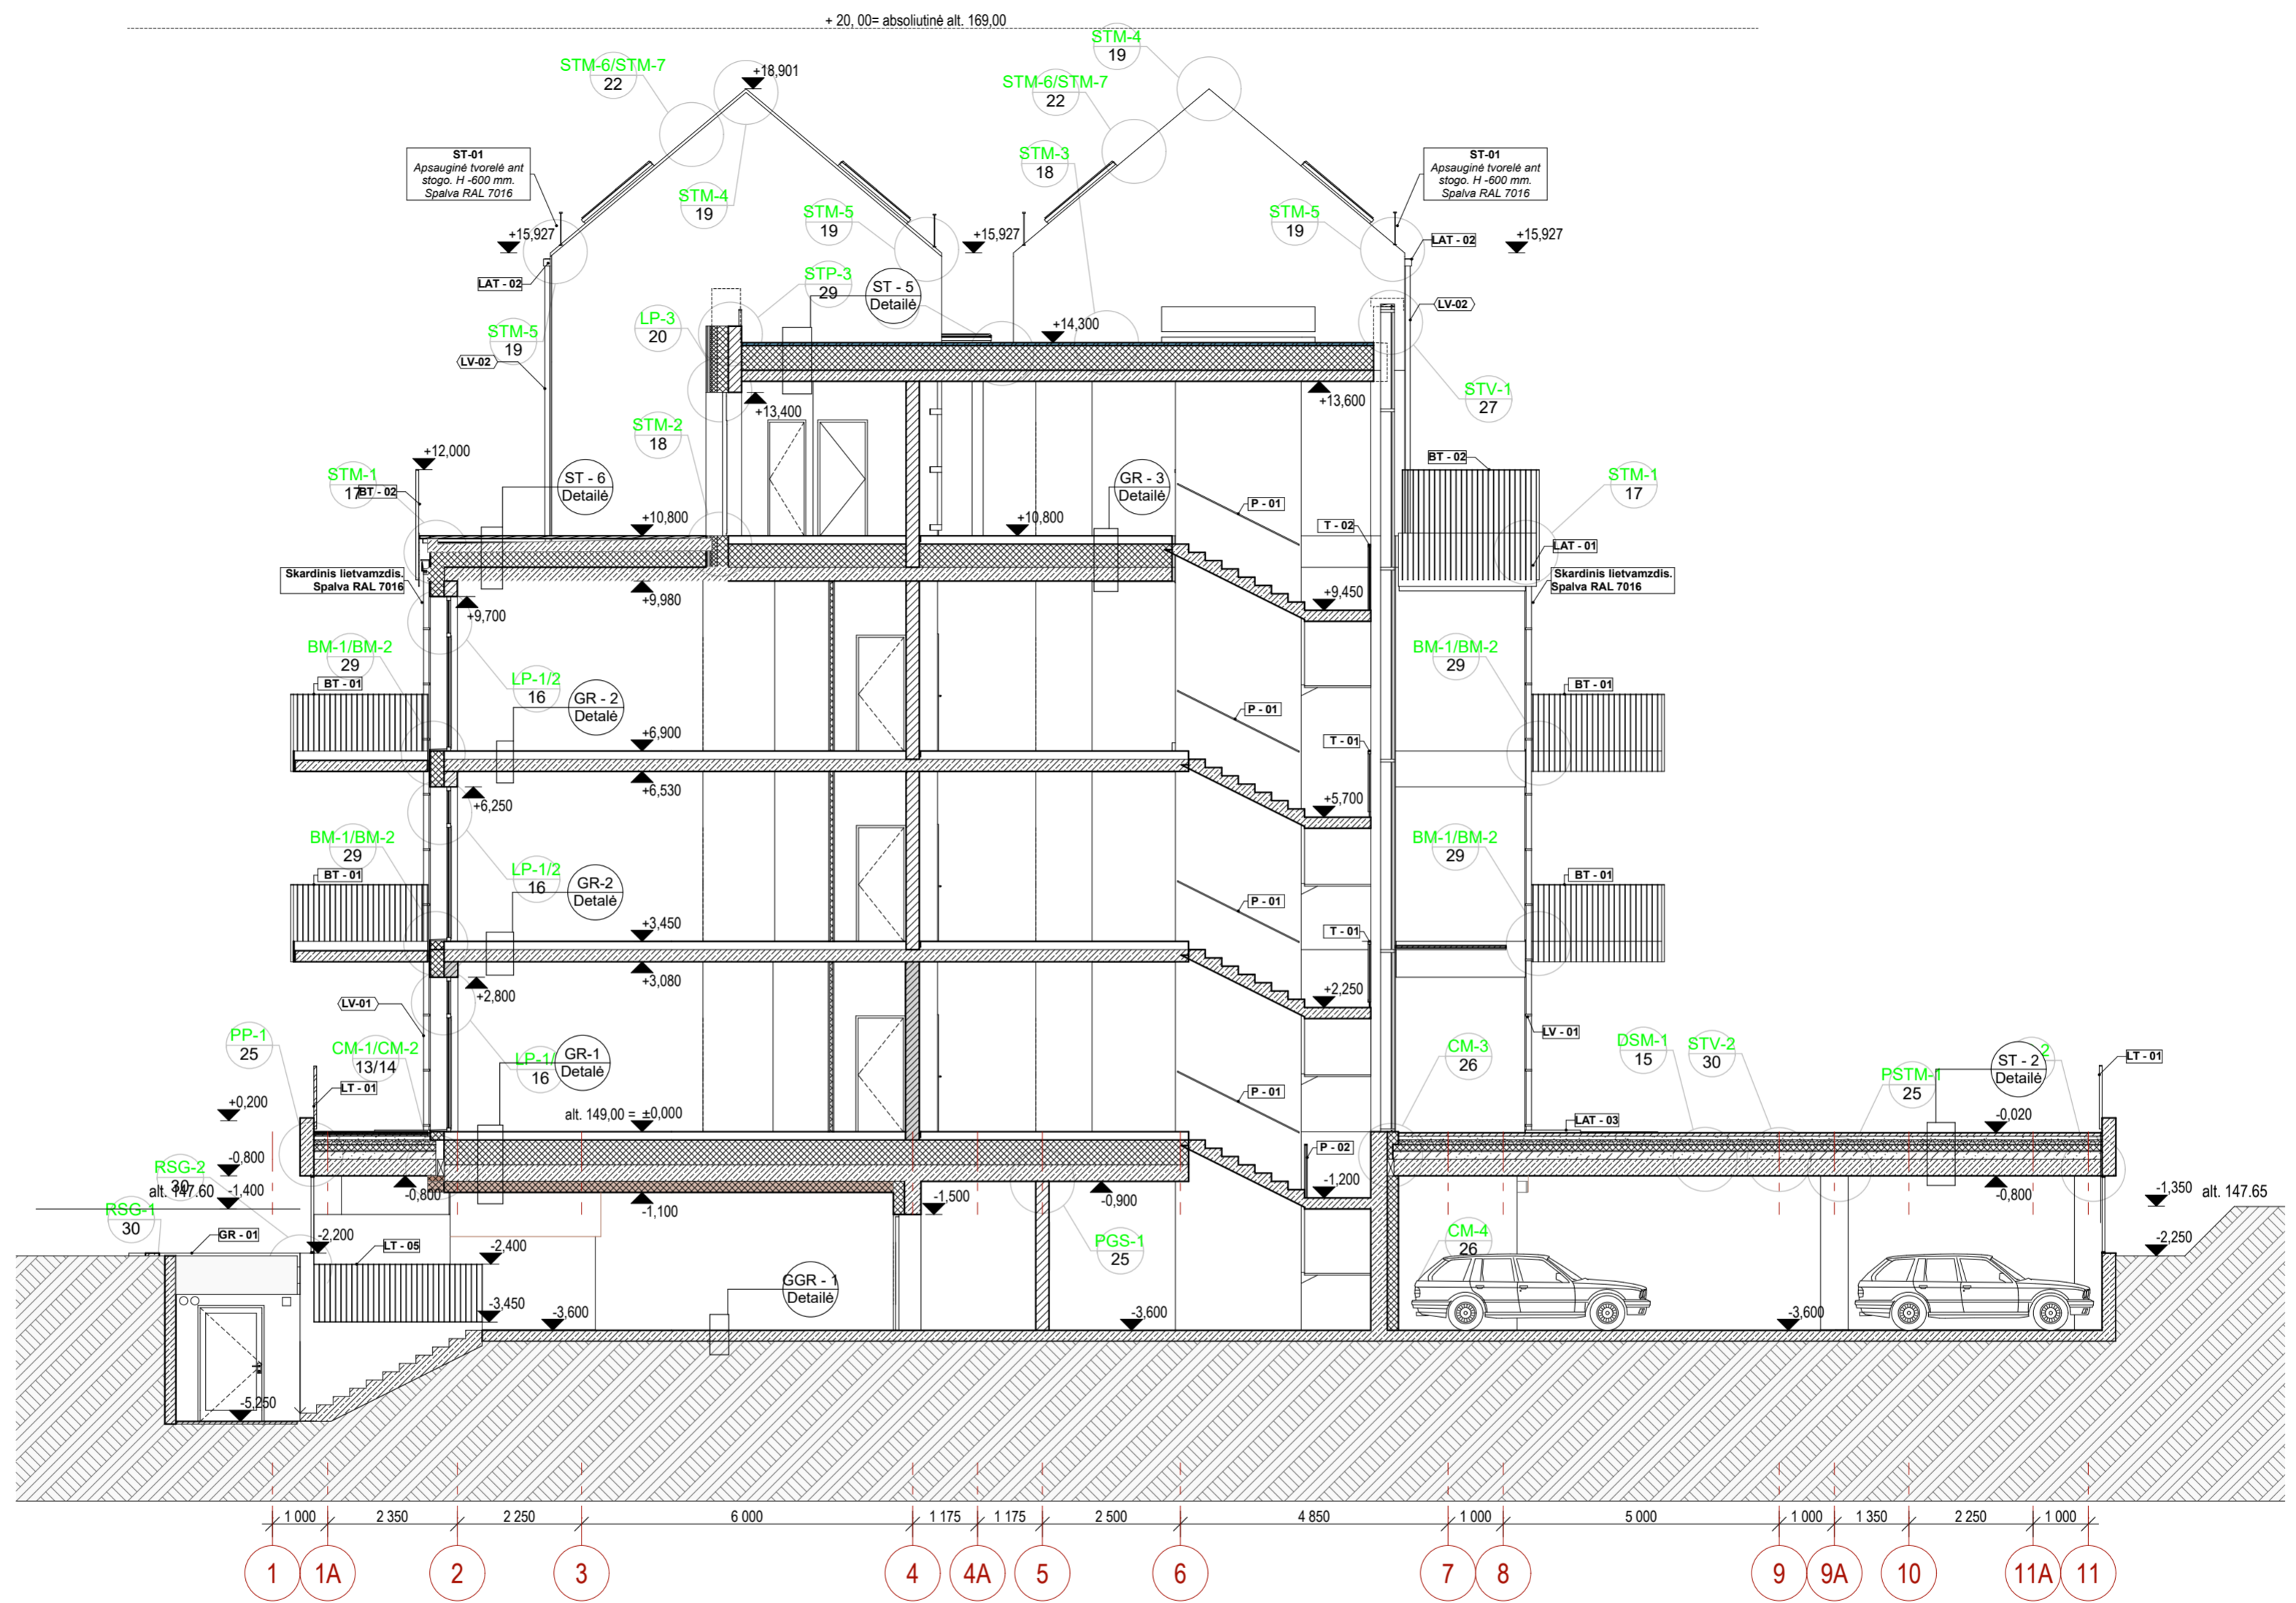 + 20, 00= absoliutinė alt. 169,00
STM-4
19
STM-6/STM-7
22
+18,901
STM-6/STM-7
22
ST-01
Apsauginė tvorelė ant
stogo. H -600 mm.
Spalva RAL 7016
STM-3
18
ST-01
Apsauginė tvorelė ant
stogo. H -600 mm.
Spalva RAL 7016
STM-4
19
STM-5
19
STM-5
19
+15,927
+15,927
LAT - 02
+15,927
LAT - 02
STP-3
29
ST - 5
Detailė
LV-02
LP-3
20
STM-5
19
+14,300
LV-02
+13,400
+13,600
STV-1
27
STM-2
18
+12,000
BT - 02
STM-1
17
BT - 02
ST - 6
Detailė
GR - 3
Detailė
STM-1
17
P - 01
+10,800
+10,800
T - 02
LAT - 01
Skardinis lietvamzdis.
Spalva RAL 7016
Skardinis lietvamzdis.
Spalva RAL 7016
+9,980
+9,450
+9,700
BM-1/BM-2
29
BM-1/BM-2
29
BT - 01
LP-1/2
16
GR - 2
Detalė
BT - 01
P - 01
+6,900
T - 01
+6,530
+6,250
+5,700
BM-1/BM-2
29
BM-1/BM-2
29
BT - 01
LP-1/2
16
GR-2
Detalė
BT - 01
P - 01
+3,450
T - 01
+3,080
+2,800
+2,250
LV-01
LV - 01
PP-1
25
CM-1/CM-2
13/14
LP-1/
16
GR-1
Detalė
CM-3
26
DSM-1
15
STV-2
30
ST - 2
Detailė
2
LT - 01
PSTM-1
25
LT - 01
P - 01
+0,200
alt. 149,00 = ±0,000
LAT - 03
-0,020
P - 02
RSG-2
30
-0,800
-0,800
alt. 147.60
-1,400
-1,100
-1,500
-0,900
-1,200
-0,800
-1,350
alt. 147.65
RSG-1
30
GR - 01
-2,200
LT - 05
-2,400
PGS-1
25
CM-4
26
-2,250
GGR - 1
Detailė
-3,450
-3,600
-3,600
-3,600
-5,250
1 000
2 350
2 250
6 000
1 175
1 175
2 500
4 850
1 000
5 000
1 000
1 350
2 250
1 000
1
1A
2
3
4
4A
5
6
7
8
9
9A
10
11A
11